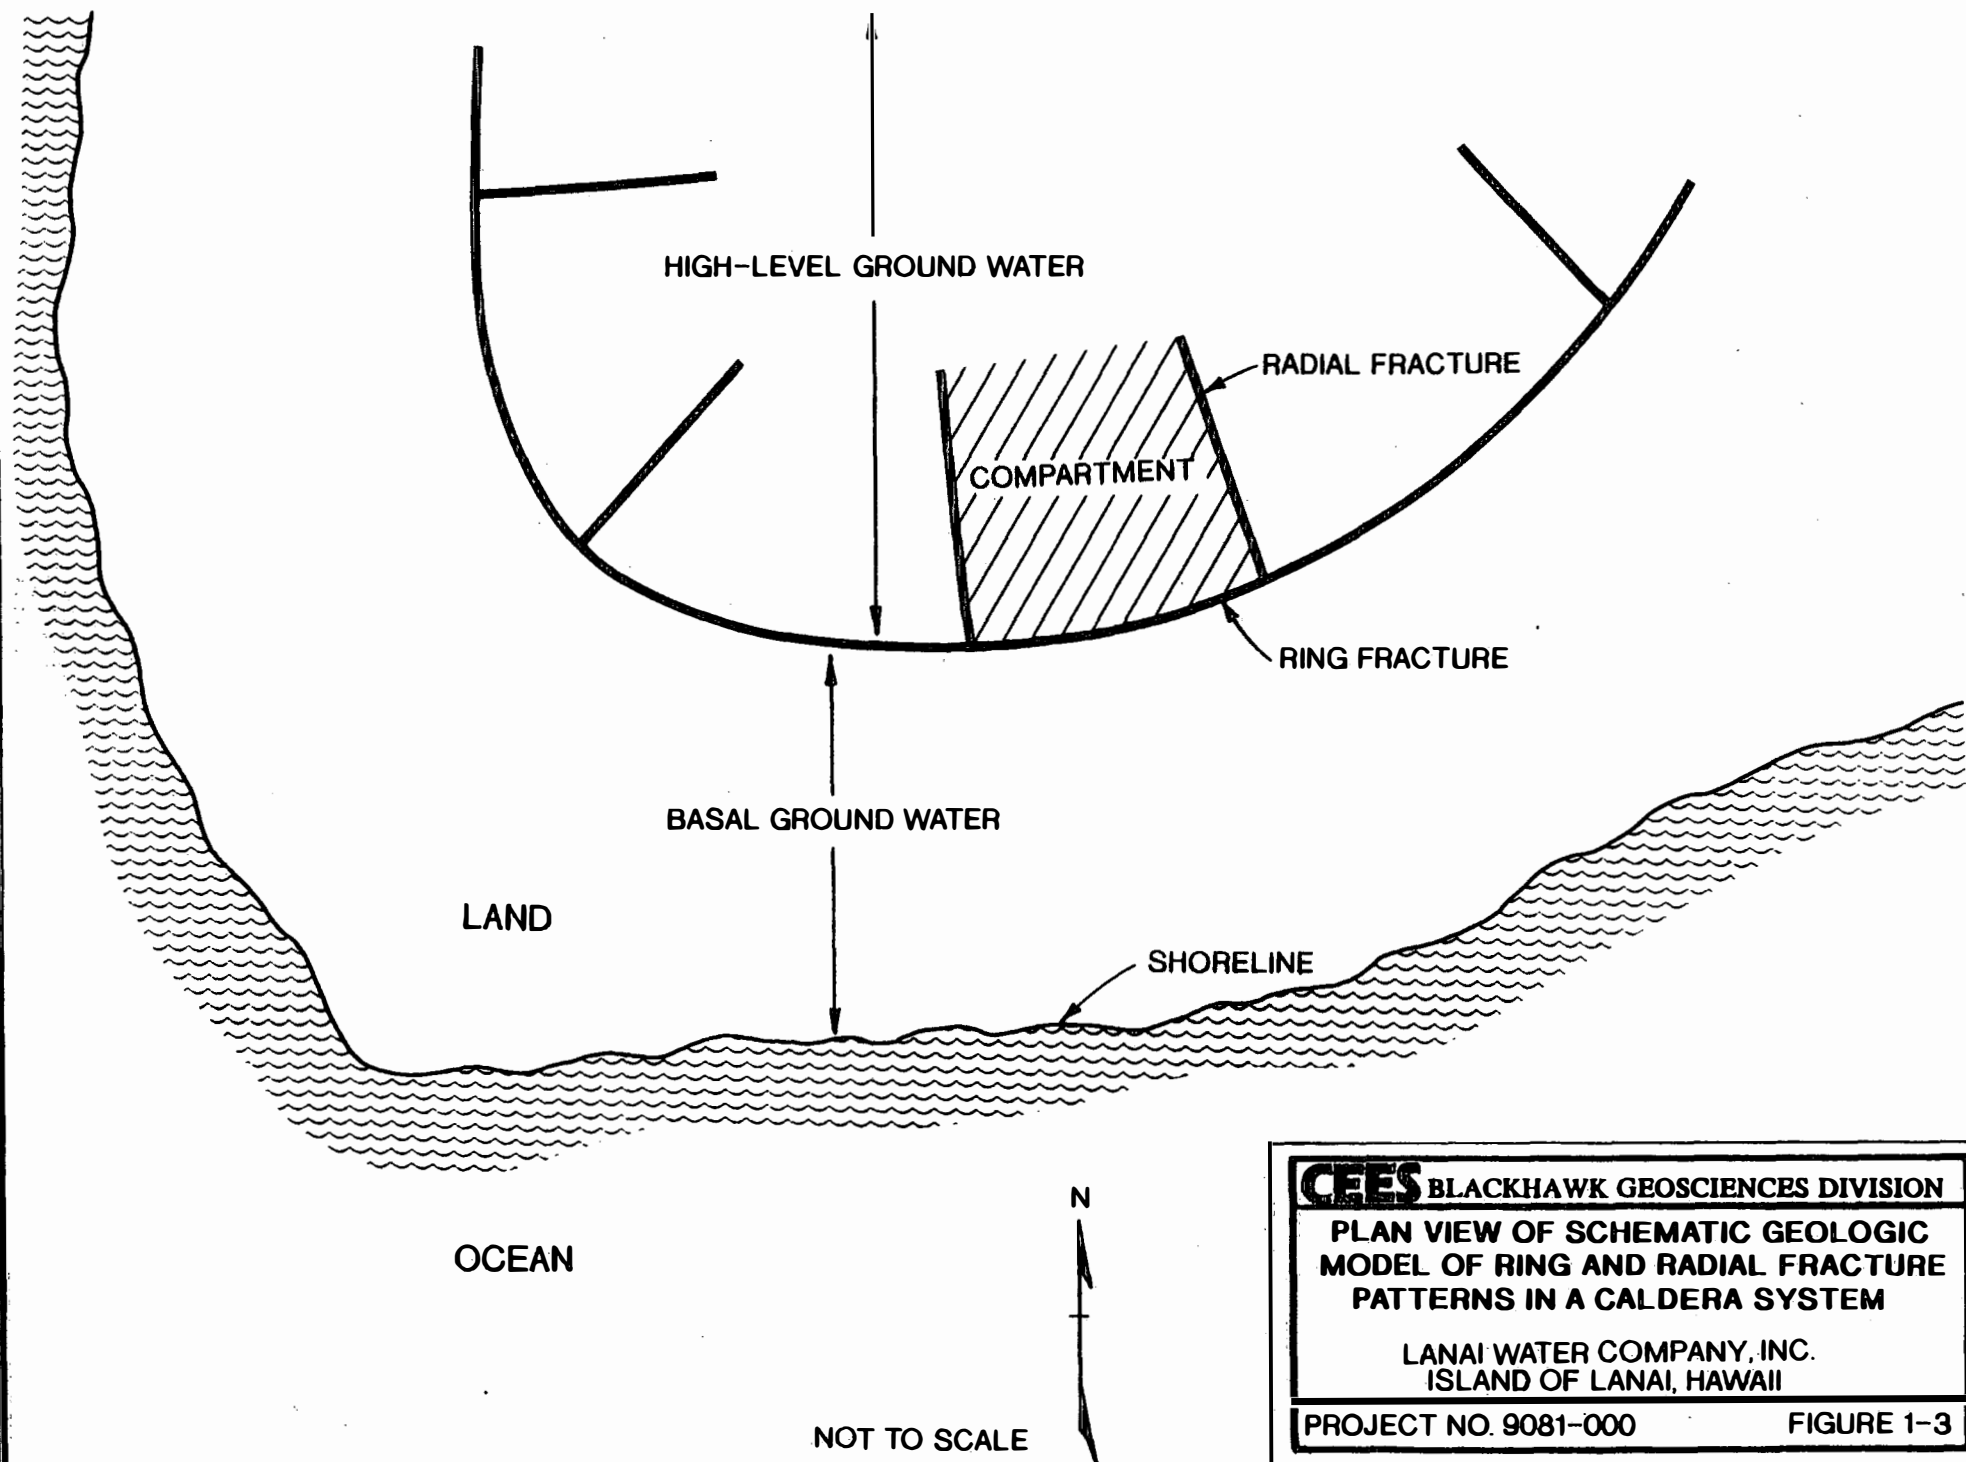 HIGH-LEVEL GROUND WATER
RADIAL FRACTURE
COMPARTMENT
RING FRACTURE
BASAL GROUND WATER
LAND
SHORELINE
OCEAN
N
NOT TO SCALE
CEES BLACKHAWK GEOSCIENCES DIVISION
PLAN VIEW OF SCHEMATIC GEOLOGIC
MODEL OF RING AND RADIAL FRACTURE
PATTERNS IN A CALDERA SYSTEM
LANAI WATER COMPANY, INC.
ISLAND OF LANAI, HAWAII
PROJECT NO. 9081-000 FIGURE 1-3